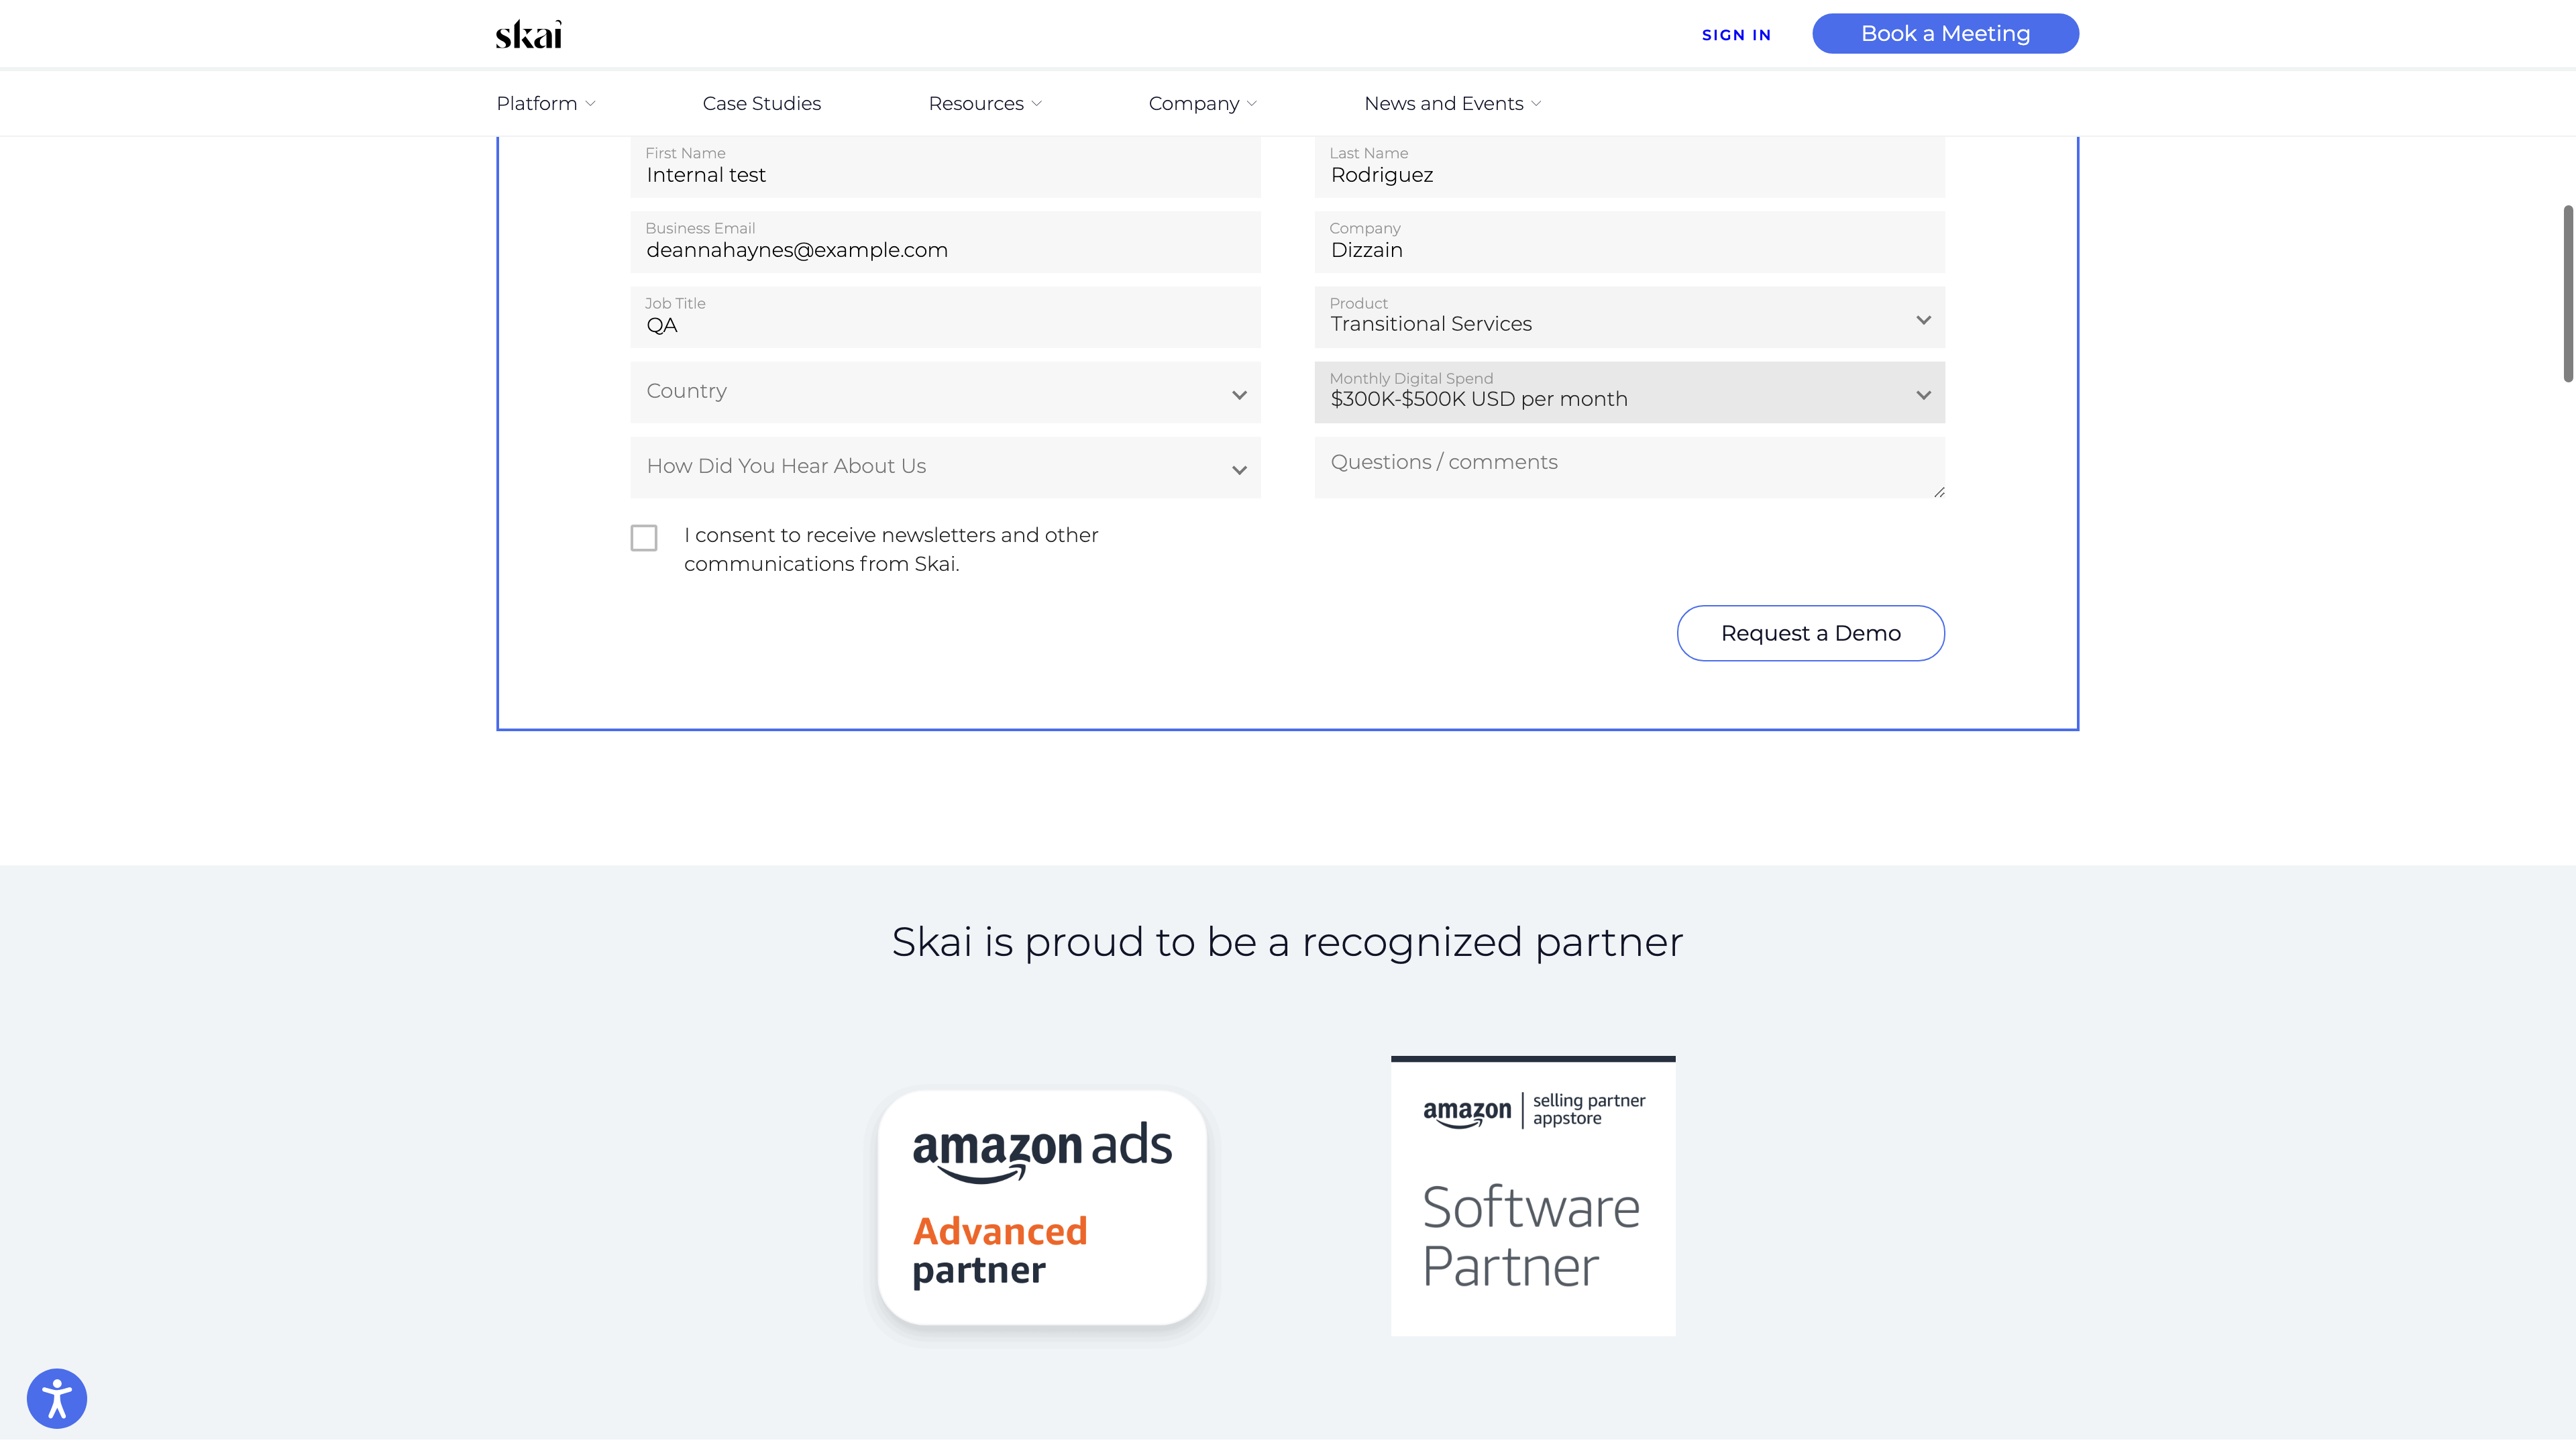 skai
SIGN IN
Book a Meeting
Platform
Case Studies
Resources
Company
News and Events
First Name
Internal test
Last Name
Rodriguez
Business Email
deannahaynes@example.com
Company
Dizzain
Job Title
QA
Product
Transitional Services
Country
Monthly Digital Spend
$300K-$500K USD per month
How Did You Hear About Us
Questions / comments
I consent to receive newsletters and other
communications from Skai.
Request a Demo
Skai is proud to be a recognized partner
amazon ads
Advanced
partner
amazon
selling partner
appstore
Software
Partner